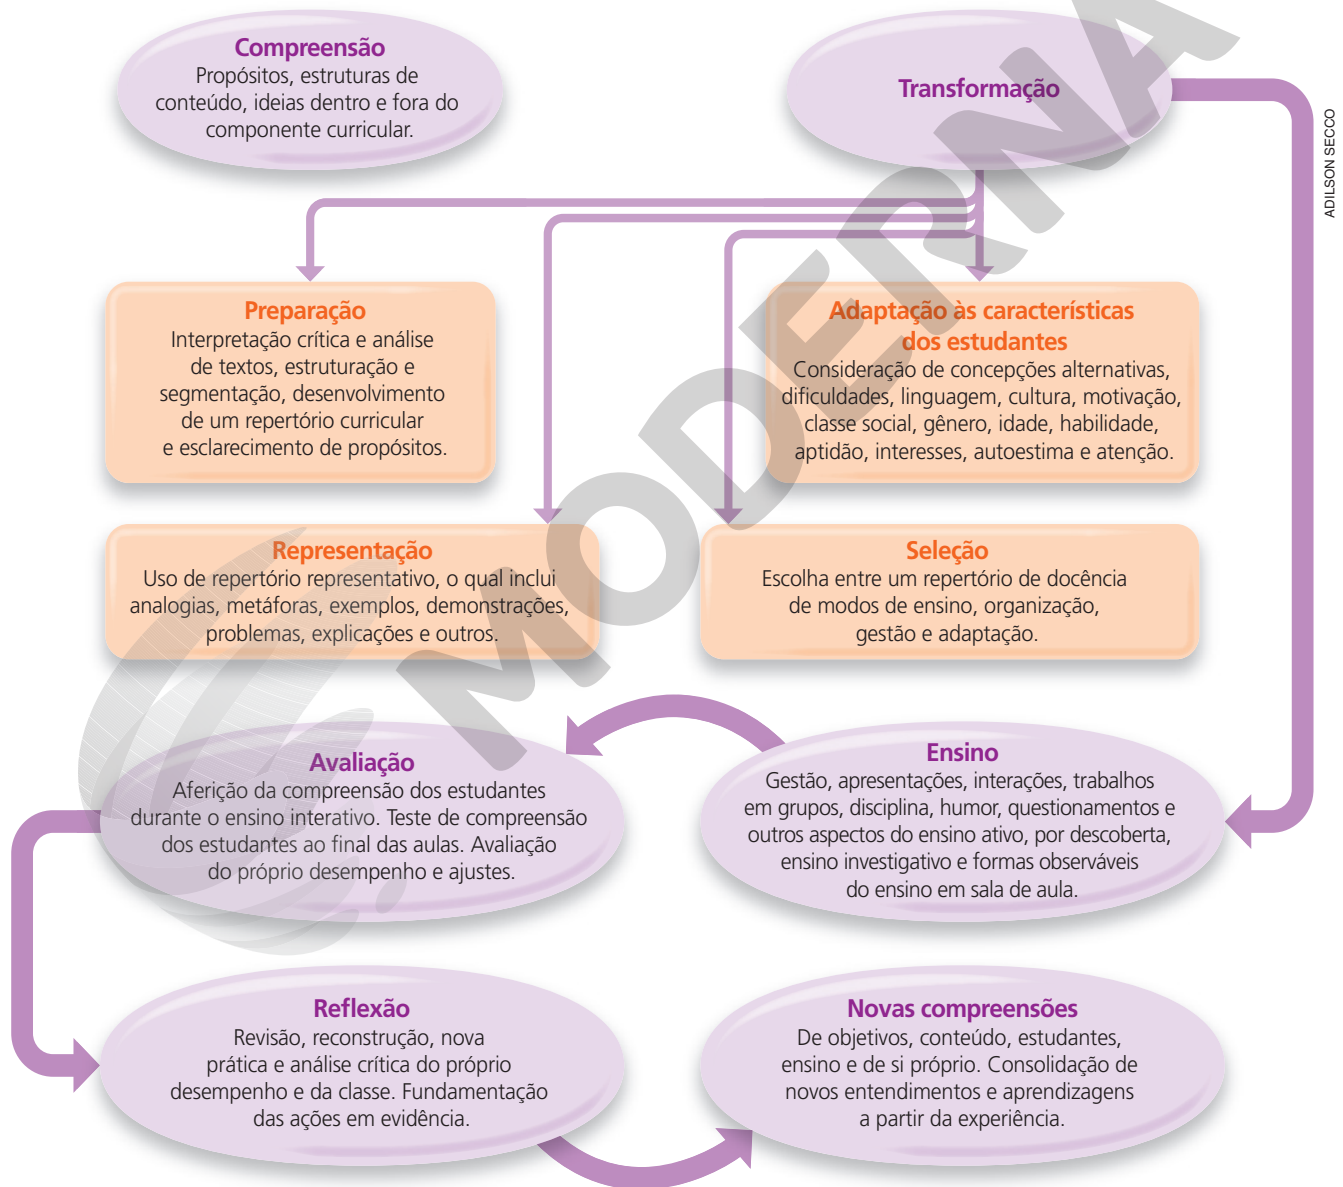 Compreensão
Propósitos, estruturas de
conteúdo, ideias dentro e fora do
componente curricular.
Transformação
ADILSON SECCO
Preparação
Interpretação crítica e análise
de textos, estruturação e
segmentação, desenvolvimento
de um repertório curricular
e esclarecimento de propósitos.
Adaptação às características
dos estudantes
Consideração de concepções alternativas,
dificuldades, linguagem, cultura, motivação,
classe social, gênero, idade, habilidade,
aptidão, interesses, autoestima e atenção.
Representação
Uso de repertório representativo, o qual inclui
analogias, metáforas, exemplos, demonstrações,
problemas, explicações e outros.
Seleção
Escolha entre um repertório de docência
de modos de ensino, organização,
gestão e adaptação.
Avaliação
Aferição da compreensão dos estudantes
durante o ensino interativo. Teste de compreensão
dos estudantes ao final das aulas. Avaliação
do próprio desempenho e ajustes.
Ensino
Gestão, apresentações, interações, trabalhos
em grupos, disciplina, humor, questionamentos e
outros aspectos do ensino ativo, por descoberta,
ensino investigativo e formas observáveis
do ensino em sala de aula.
Reflexão
Revisão, reconstrução, nova
prática e análise crítica do próprio
desempenho e da classe. Fundamentação
das ações em evidência.
Novas compreensões
De objetivos, conteúdo, estudantes,
ensino e de si próprio. Consolidação de
novos entendimentos e aprendizagens
a partir da experiência.
MODERNA